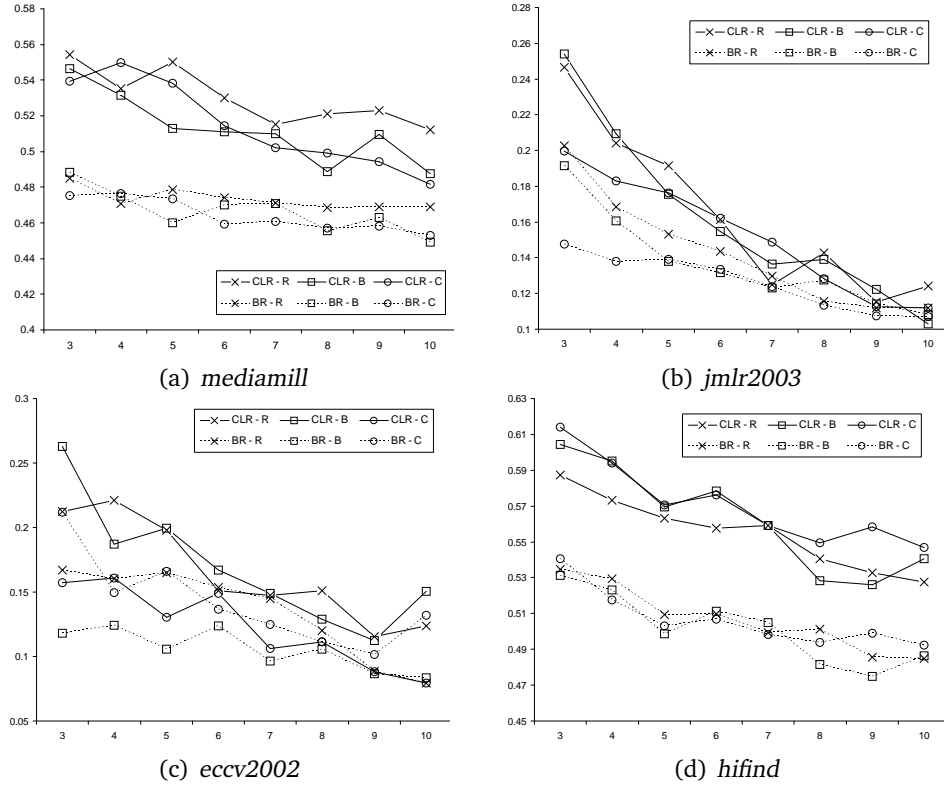 0.58
0.56
0.54
0.52
0.5
0.48
0.46
0.44
0.42
0.4
CLR - R CLR - B CLR - C
BR - R BR - B BR - C
3 4 5 6 7 8 9 10
(a) mediamill
0.28
0.26
0.24
0.22
0.2
0.18
0.16
0.14
0.12
0.1
CLR - R CLR - B CLR - C
BR - R BR - B BR - C
3 4 5 6 7 8 9 10
(b) jmlr2003
0.3
0.25
0.2
0.15
0.1
0.05
CLR - R CLR - B CLR - C
BR - R BR - B BR - C
3 4 5 6 7 8 9 10
(c) eccv2002
0.63
0.61
0.59
0.57
0.55
0.53
0.51
0.49
0.47
0.45
CLR - R CLR - B CLR - C
BR - R BR - B BR - C
3 4 5 6 7 8 9 10
(d) hifind